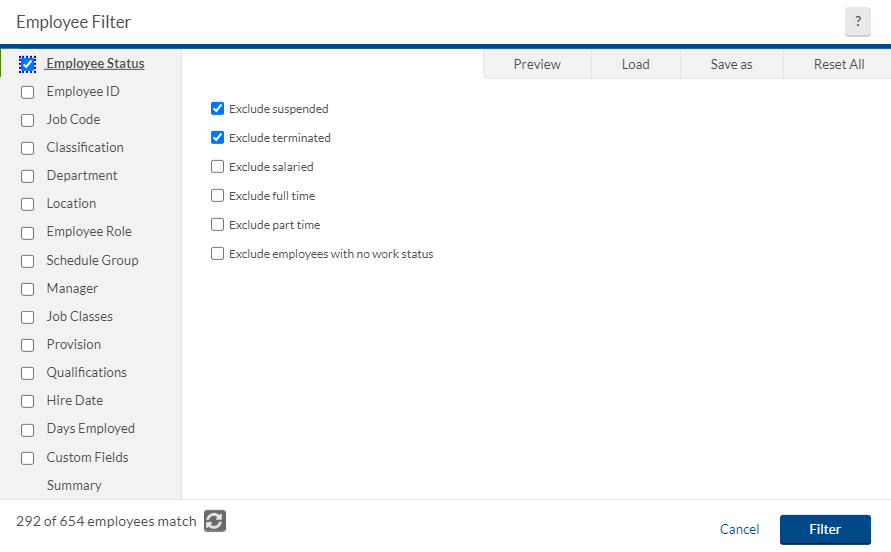 Employee Filter
?
Employee Status
Employee ID
Job Code
Classification
Department
Location
Employee Role
Schedule Group
Manager
Job Classes
Provision
Qualifications
Hire Date
Days Employed
Custom Fields
Summary
Preview Load Save as Reset All
Exclude suspended
Exclude terminated
Exclude salaried
Exclude full time
Exclude part time
Exclude employees with no work status
292 of 654 employees match
Cancel Filter